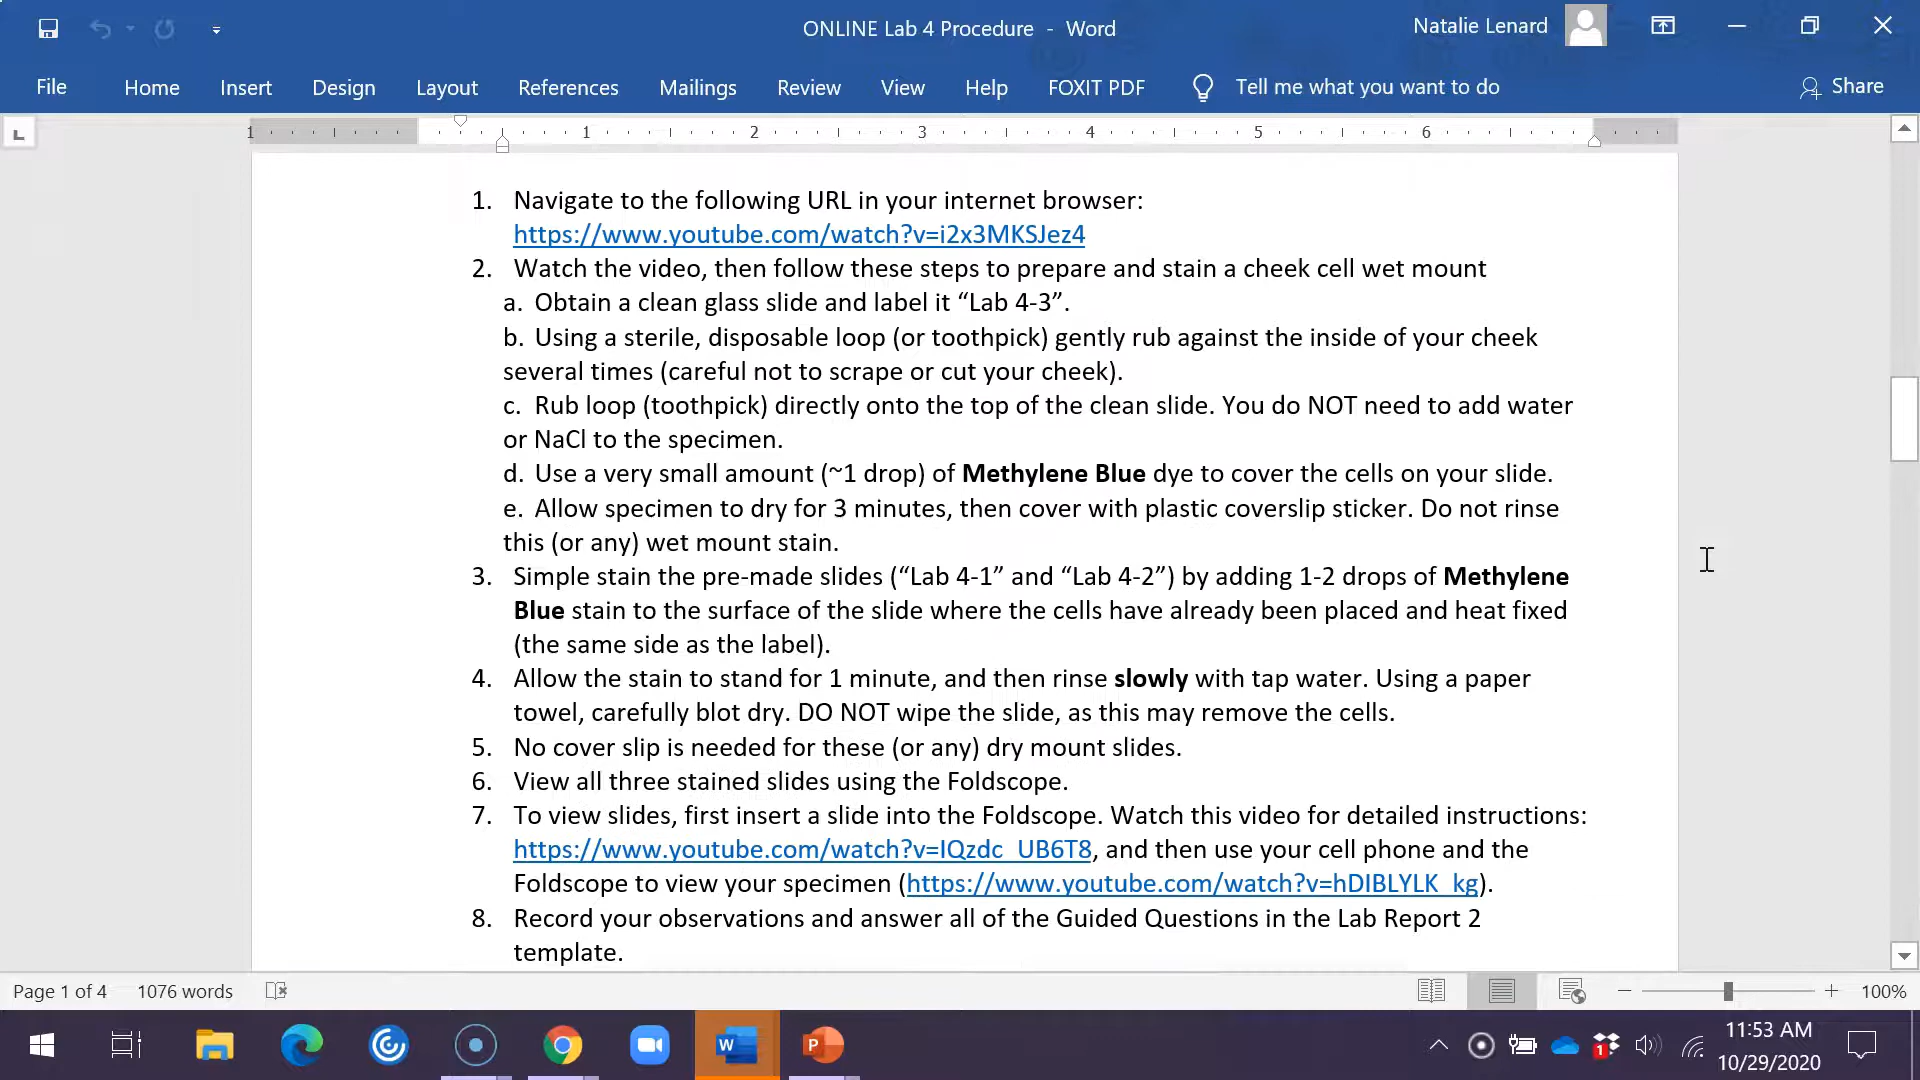 ONLINE Lab 4 Procedure - Word
Natalie Lenard
File Home Insert Design Layout References Mailings Review View Help FOXIT PDF Tell me what you want to do Share
1 1 2 3 4 5 6
1. Navigate to the following URL in your internet browser:
https://www.youtube.com/watch?v=i2x3MKSJez4
2. Watch the video, then follow these steps to prepare and stain a cheek cell wet mount
a. Obtain a clean glass slide and label it “Lab 4-3”.
b. Using a sterile, disposable loop (or toothpick) gently rub against the inside of your cheek
several times (careful not to scrape or cut your cheek).
c. Rub loop (toothpick) directly onto the top of the clean slide. You do NOT need to add water
or NaCl to the specimen.
d. Use a very small amount (~1 drop) of Methylene Blue dye to cover the cells on your slide.
e. Allow specimen to dry for 3 minutes, then cover with plastic coverslip sticker. Do not rinse
this (or any) wet mount stain.
3. Simple stain the pre-made slides (“Lab 4-1” and “Lab 4-2”) by adding 1-2 drops of Methylene
Blue stain to the surface of the slide where the cells have already been placed and heat fixed
(the same side as the label).
4. Allow the stain to stand for 1 minute, and then rinse slowly with tap water. Using a paper
towel, carefully blot dry. DO NOT wipe the slide, as this may remove the cells.
5. No cover slip is needed for these (or any) dry mount slides.
6. View all three stained slides using the Foldscope.
7. To view slides, first insert a slide into the Foldscope. Watch this video for detailed instructions:
https://www.youtube.com/watch?v=IQzdc_UB6T8, and then use your cell phone and the
Foldscope to view your specimen (https://www.youtube.com/watch?v=hDIBLYLK_kg).
8. Record your observations and answer all of the Guided Questions in the Lab Report 2
template.
Page 1 of 4 1076 words 100%
11:53 AM
10/29/2020